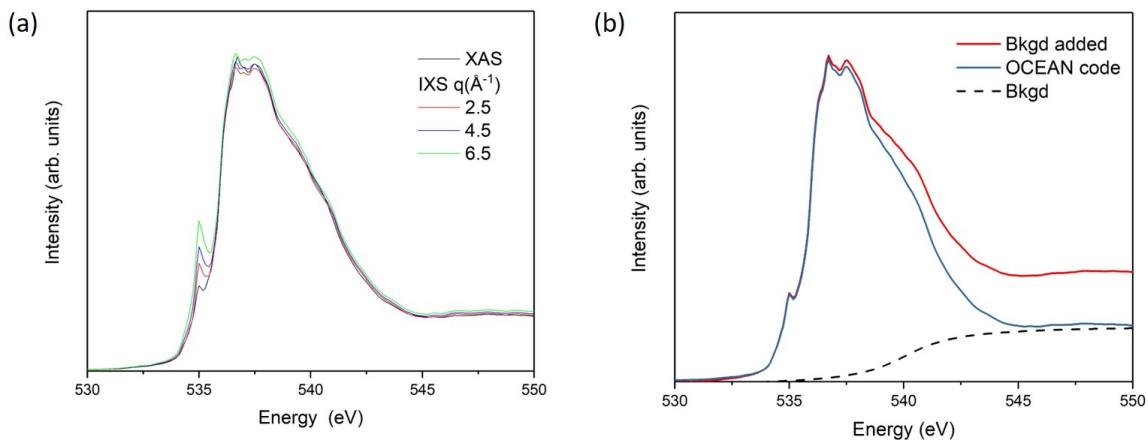 (a)
XAS
IXS q(Å⁻¹)
2.5
4.5
6.5
Intensity (arb. units)
530 535 540 545 550
Energy (eV)
(b)
Bkgd added
OCEAN code
Bkgd
Intensity (arb. units)
530 535 540 545 550
Energy (eV)